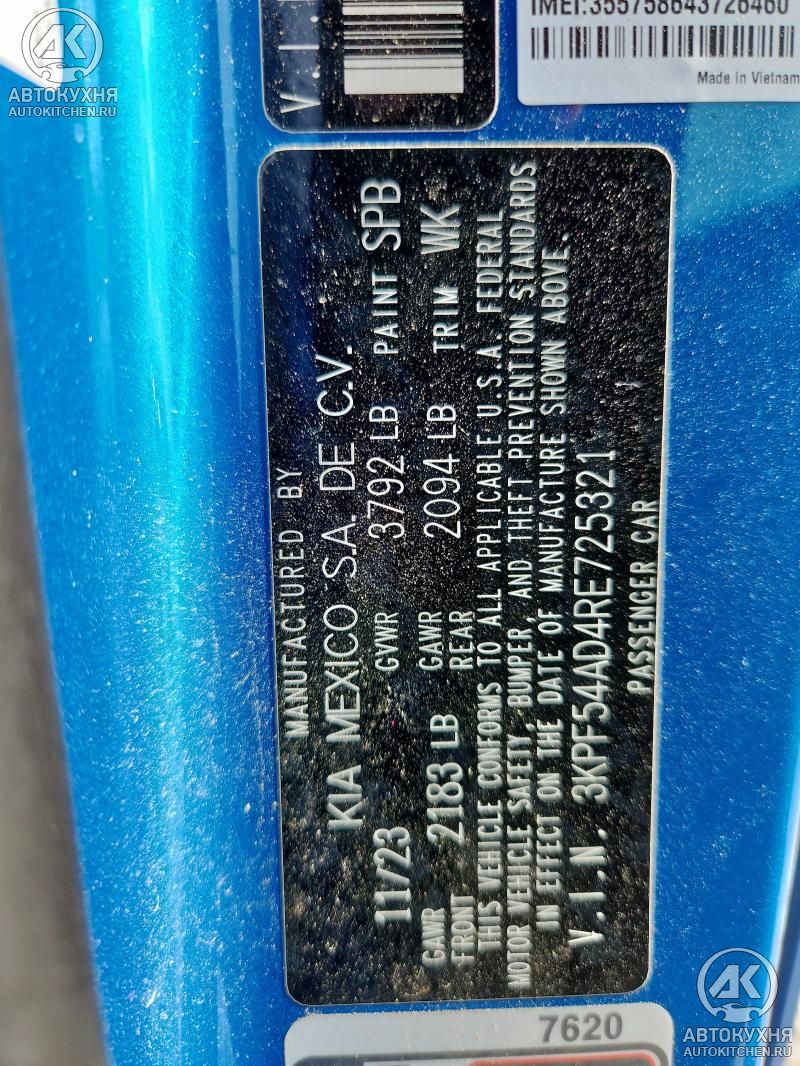 АВТОКУХНЯ
AUTOKITCHEN.RU
V.I.
IMEI:355758643726460
Made in Vietnam
MANUFACTURED BY
KIA MEXICO S.A. DE C.V.
11/23 GVWR 3792 LB PAINT SPB
GAWR FRONT 2183 LB GAWR REAR 2094 LB TRIM WK
THIS VEHICLE CONFORMS TO ALL APPLICABLE U.S.A. FEDERAL
MOTOR VEHICLE SAFETY, BUMPER, AND THEFT PREVENTION STANDARDS
IN EFFECT ON THE DATE OF MANUFACTURE SHOWN ABOVE.
V.I.N. 3KPF54AD4RE725321
PASSENGER CAR
7620
АВТОКУХНЯ
AUTOKITCHEN.RU